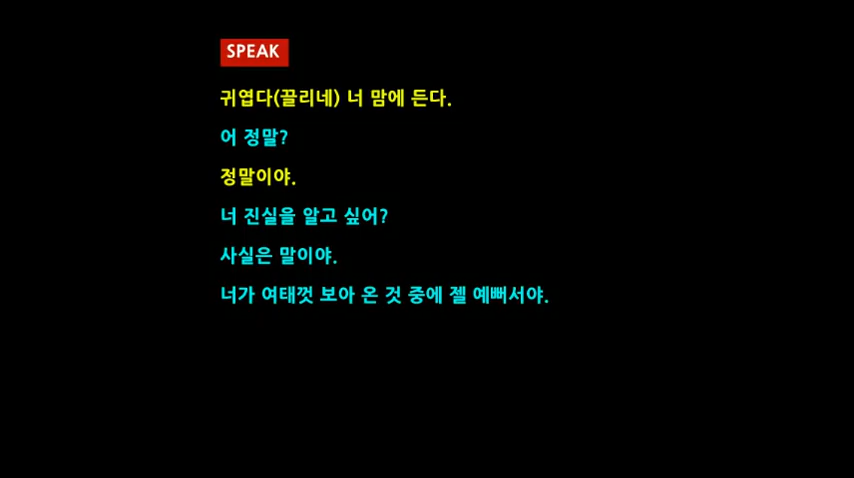 SPEAK
귀엽다(끌리네) 너 맘에 든다.
어 정말?
정말이야.
너 진실을 알고 싶어?
사실은 말이야.
너가 여태껏 보아 온 것 중에 젤 예뻐서야.